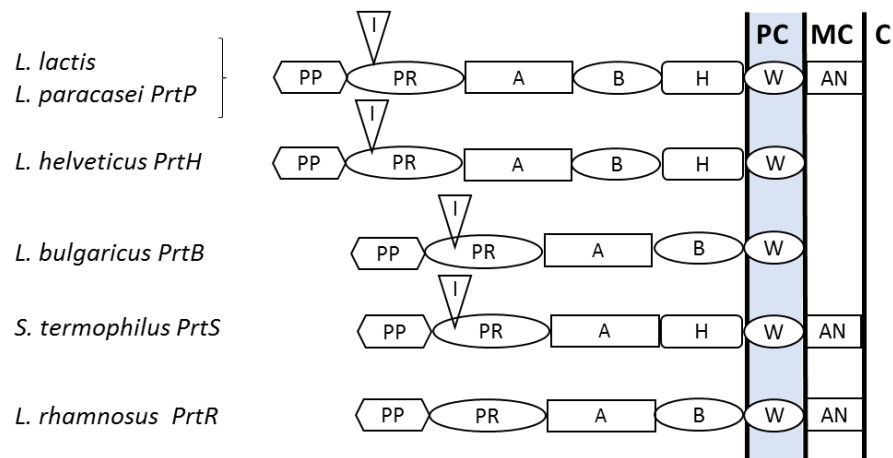 PC MC C
I
L. lactis
L. paracasei PrtP
PP PR A B H W AN
I
L. helveticus PrtH PP PR A B H W
I
L. bulgaricus PrtB PP PR A B W
I
S. termophilus PrtS PP PR A H W AN
L. rhamnosus PrtR PP PR A B W AN